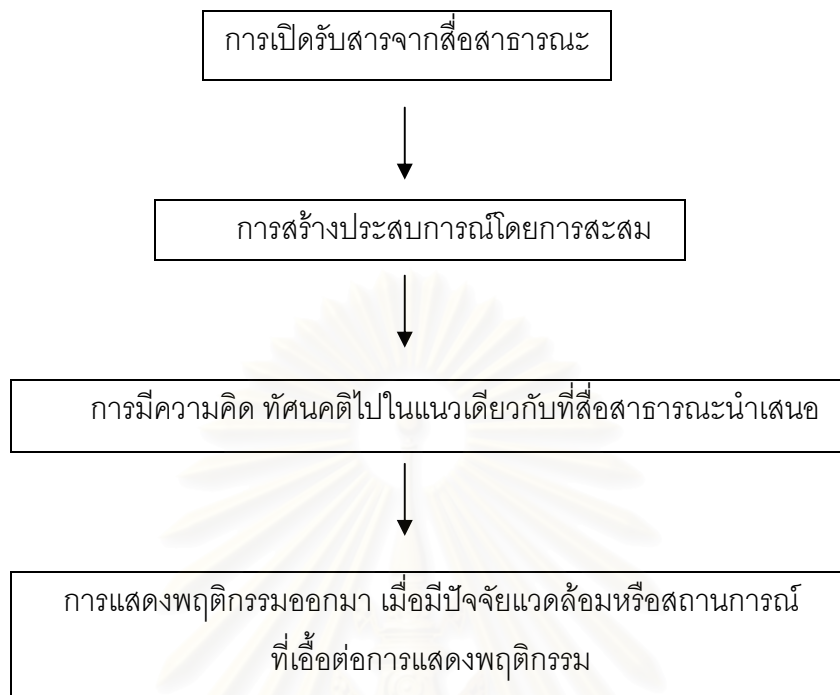 การเปิดรับสารจากสื่อสาธารณะ
การสร้างประสบการณ์โดยการสะสม
การมีความคิด ทัศนคติไปในแนวเดียวกับที่สื่อสาธารณะนำเสนอ
การแสดงพฤติกรรมออกมา เมื่อมีปัจจัยแวดล้อมหรือสถานการณ์
ที่เอื้อต่อการแสดงพฤติกรรม